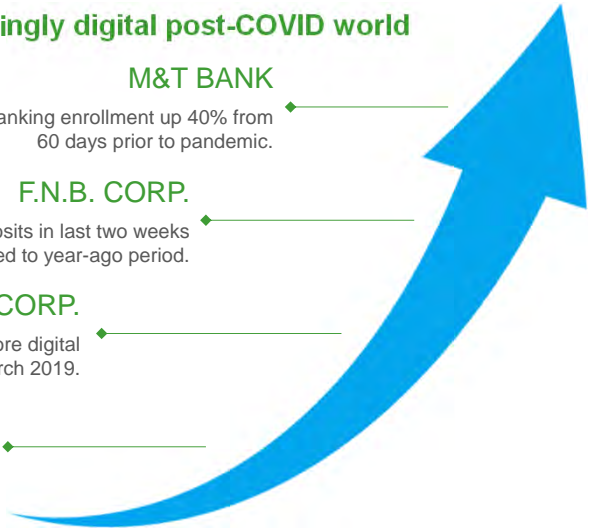 ingly digital post-COVID world
M&T BANK
anking enrollment up 40% from
60 days prior to pandemic.
F.N.B. CORP.
osits in last two weeks
ed to year-ago period.
CORP.
ore digital
rch 2019.